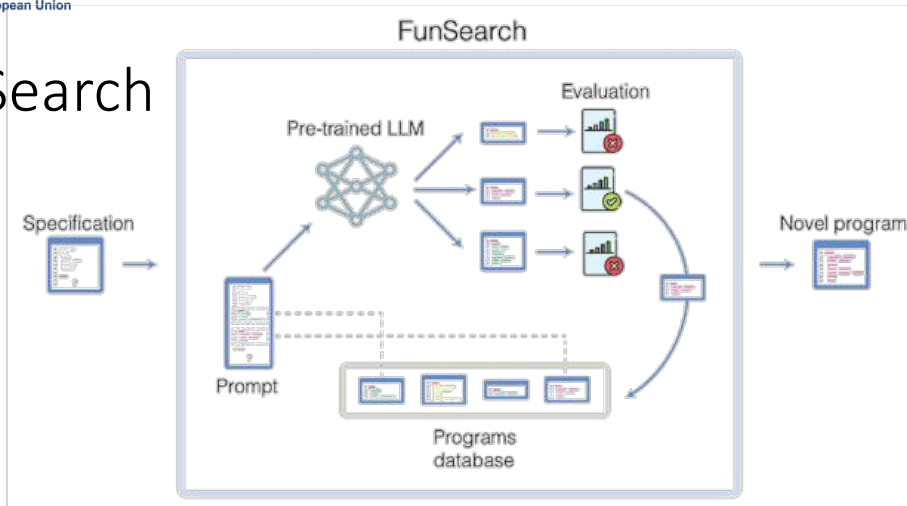 opean Union
FunSearch
Search
Evaluation
Pre-trained LLM
Specification
Novel program
Prompt
Programs
database